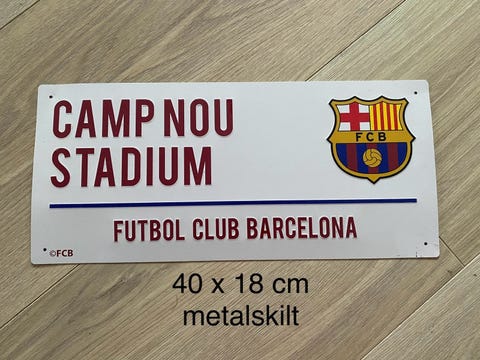 CAMP NOU
STADIUM
FCB
FUTBOL CLUB BARCELONA
©FCB
40 x 18 cm
metalskilt